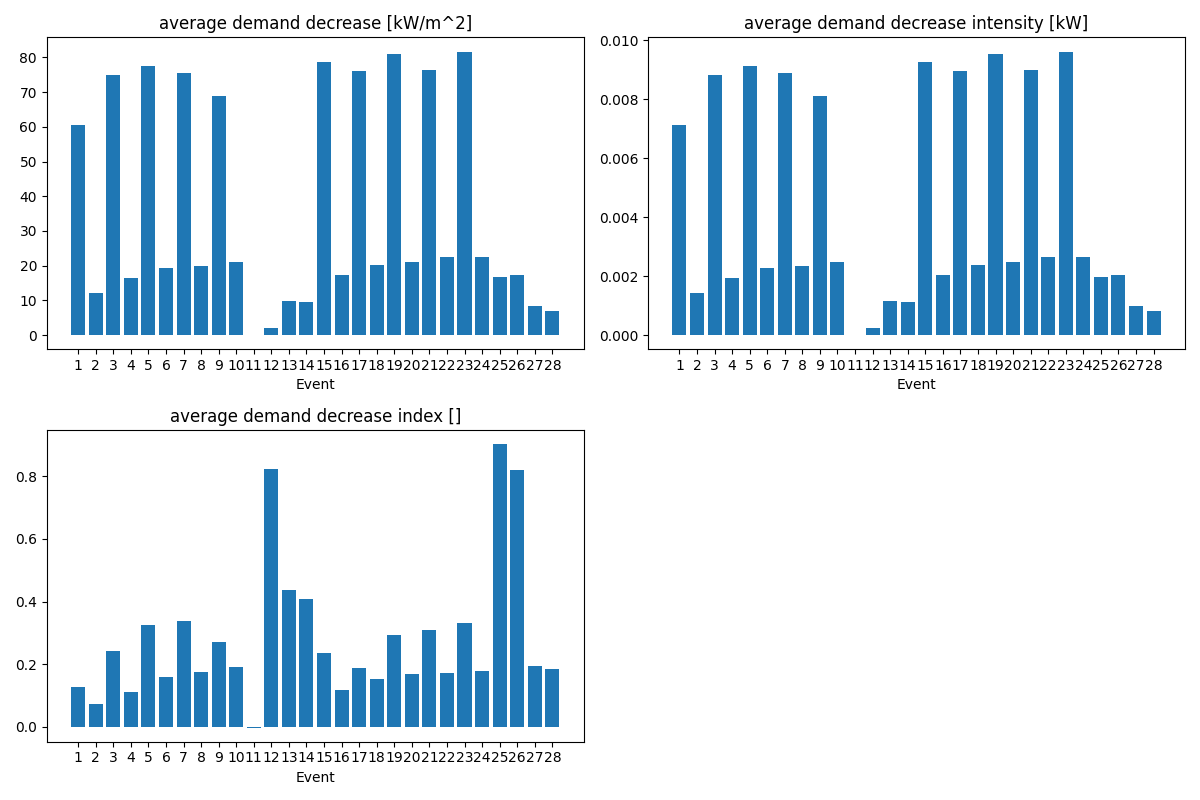 average demand decrease [kW/m^2]
80
70
60
50
40
30
20
10
0
1 2 3 4 5 6 7 8 9 10 11 12 13 14 15 16 17 18 19 20 21 22 23 24 25 26 27 28
Event
average demand decrease intensity [kW]
0.010
0.008
0.006
0.004
0.002
0.000
1 2 3 4 5 6 7 8 9 10 11 12 13 14 15 16 17 18 19 20 21 22 23 24 25 26 27 28
Event
average demand decrease index []
0.8
0.6
0.4
0.2
0.0
1 2 3 4 5 6 7 8 9 10 11 12 13 14 15 16 17 18 19 20 21 22 23 24 25 26 27 28
Event